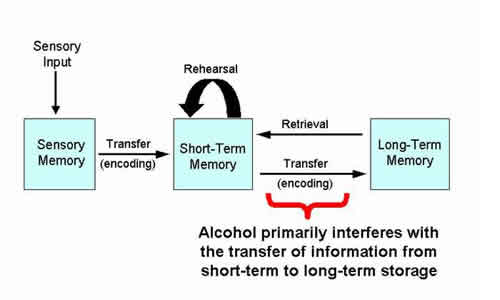 Sensory
Input
Rehearsal
Sensory
Memory
Transfer
(encoding)
Short-Term
Memory
Retrieval
Transfer
(encoding)
Long-Term
Memory
Alcohol primarily interferes with
the transfer of information from
short-term to long-term storage